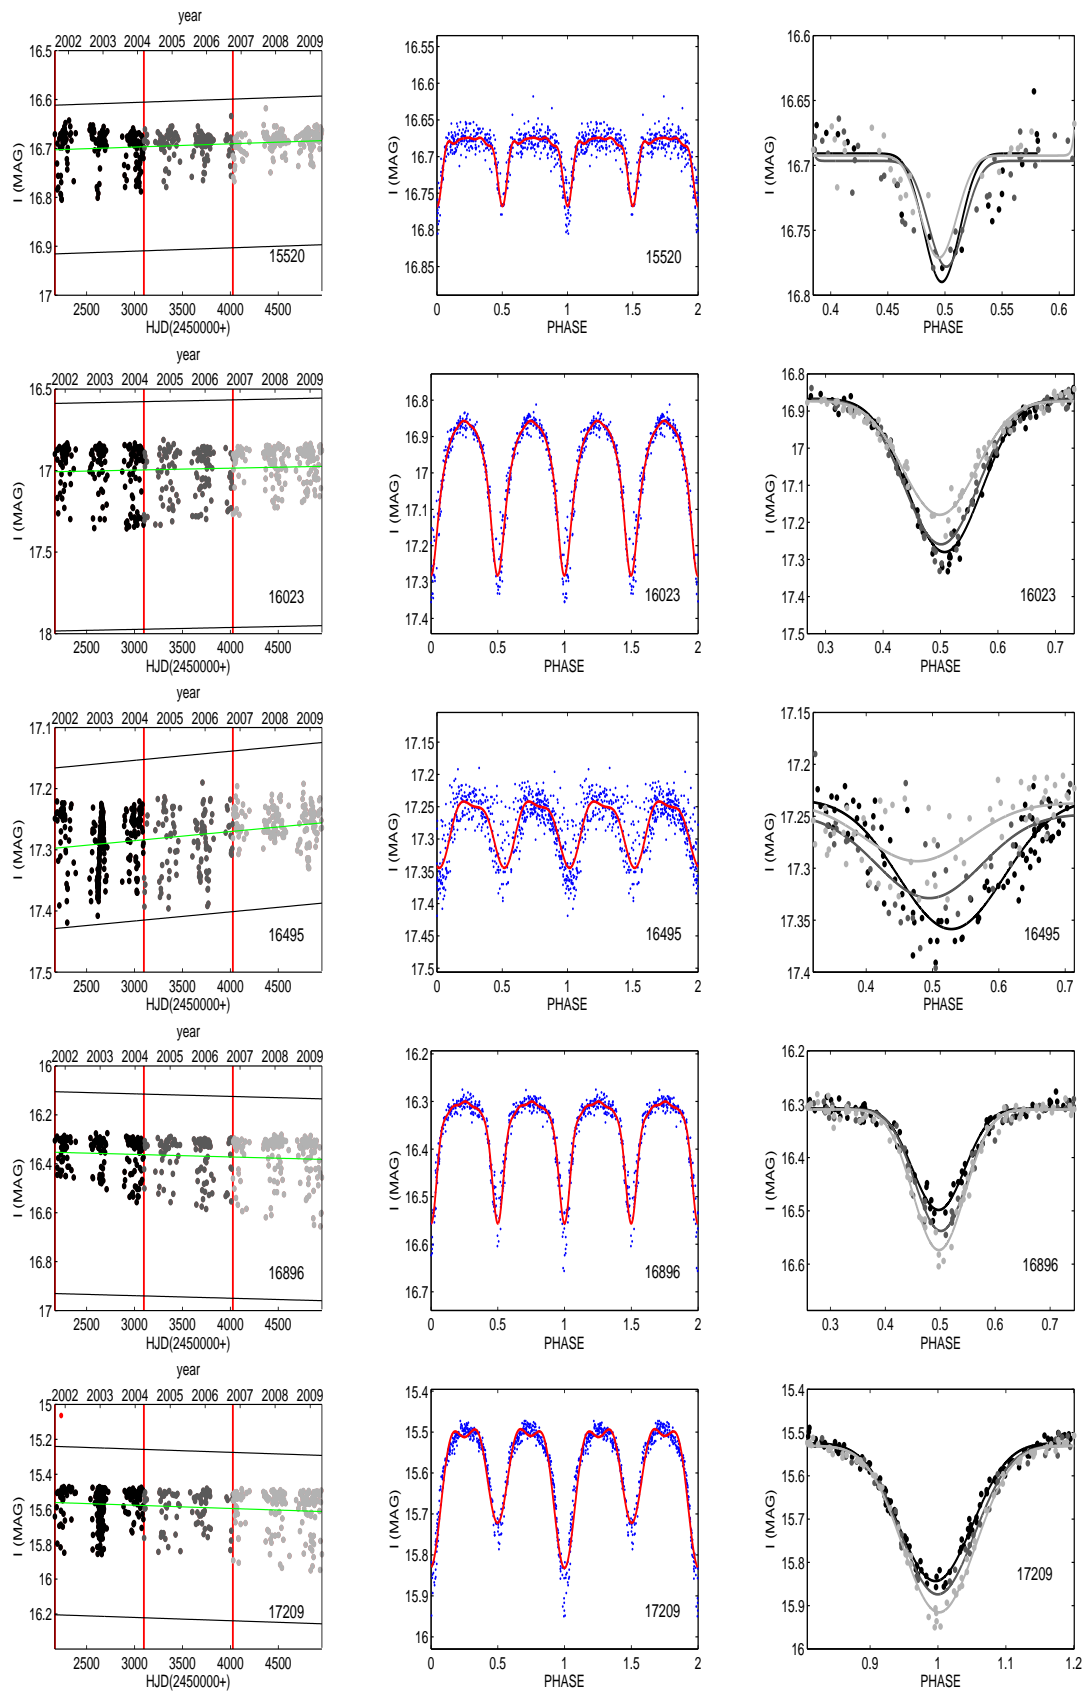 year
2002 2003 2004 2005 2006 2007 2008 2009
16.5
16.6
16.7
16.8
16.9
17
I (MAG)
15520
2500 3000 3500 4000 4500
HJD(2450000+)
16.55
16.6
16.65
16.7
16.75
16.8
16.85
I (MAG)
15520
0 0.5 1 1.5 2
PHASE
16.6
16.65
16.7
16.75
16.8
I (MAG)
15520
0.4 0.45 0.5 0.55 0.6
PHASE
year
2002 2003 2004 2005 2006 2007 2008 2009
16.5
17
17.5
18
I (MAG)
16023
2500 3000 3500 4000 4500
HJD(2450000+)
16.8
16.9
17
17.1
17.2
17.3
17.4
I (MAG)
16023
0 0.5 1 1.5 2
PHASE
16.8
16.9
17
17.1
17.2
17.3
17.4
17.5
I (MAG)
16023
0.3 0.4 0.5 0.6 0.7
PHASE
year
2002 2003 2004 2005 2006 2007 2008 2009
17.1
17.2
17.3
17.4
17.5
I (MAG)
16495
2500 3000 3500 4000 4500
HJD(2450000+)
17.15
17.2
17.25
17.3
17.35
17.4
17.45
17.5
I (MAG)
16495
0 0.5 1 1.5 2
PHASE
17.15
17.2
17.25
17.3
17.35
17.4
I (MAG)
16495
0.4 0.5 0.6 0.7
PHASE
year
2002 2003 2004 2005 2006 2007 2008 2009
16
16.2
16.4
16.6
16.8
17
I (MAG)
16896
2500 3000 3500 4000 4500
HJD(2450000+)
16.2
16.3
16.4
16.5
16.6
16.7
I (MAG)
16896
0 0.5 1 1.5 2
PHASE
16.2
16.3
16.4
16.5
16.6
I (MAG)
16896
0.3 0.4 0.5 0.6 0.7
PHASE
year
2002 2003 2004 2005 2006 2007 2008 2009
15
15.2
15.4
15.6
15.8
16
16.2
I (MAG)
17209
2500 3000 3500 4000 4500
HJD(2450000+)
15.4
15.5
15.6
15.7
15.8
15.9
16
I (MAG)
17209
0 0.5 1 1.5 2
PHASE
15.4
15.5
15.6
15.7
15.8
15.9
16
I (MAG)
17209
0.9 1 1.1 1.2
PHASE